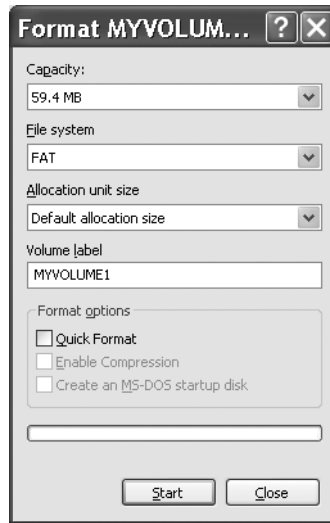 Format MYVOLUM... ? X
Capacity:
59.4 MB
File system
FAT
Allocation unit size
Default allocation size
Volume label
MYVOLUME1
Format options
Quick Format
Enable Compression
Create an MS-DOS startup disk
Start Close